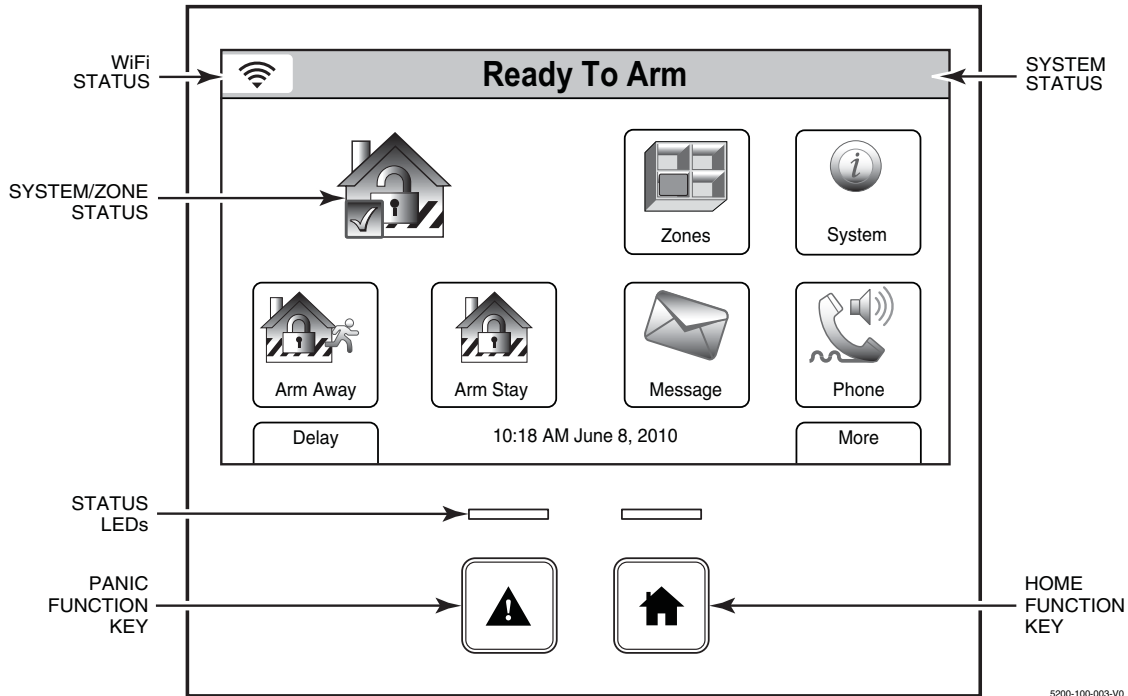 WiFi
STATUS
Ready To Arm
SYSTEM
STATUS
SYSTEM/ZONE
STATUS
Zones
System
Arm Away
Arm Stay
Message
Phone
Delay
10:18 AM June 8, 2010
More
STATUS
LEDs
PANIC
FUNCTION
KEY
HOME
FUNCTION
KEY
5200-100-003-V0